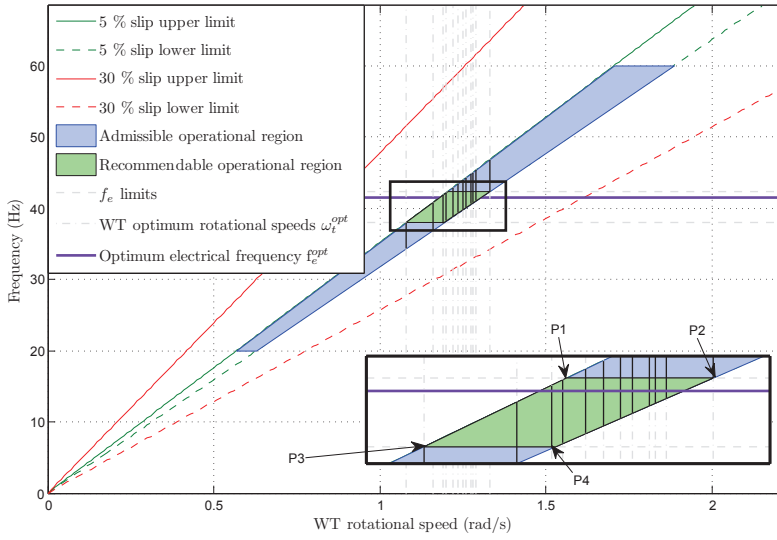 5 % slip upper limit
5 % slip lower limit
30 % slip upper limit
30 % slip lower limit
Admissible operational region
Recommendable operational region
f_e limits
WT optimum rotational speeds ω_t^{opt}
Optimum electrical frequency f_e^{opt}
Frequency (Hz)
60
50
40
30
20
10
0
P1
P2
P3
P4
0
0.5
1
1.5
2
WT rotational speed (rad/s)